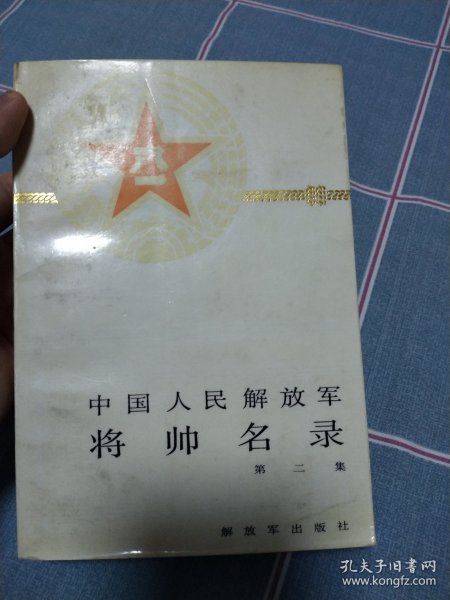 中国人民解放军
将帅名录
第二集
解放军出版社
孔夫子旧书网
www.kongfz.com